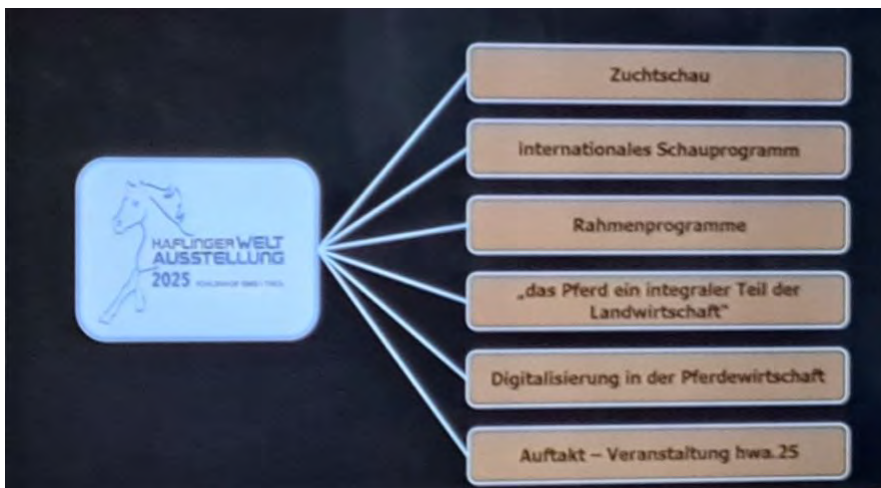 HAFLINGER WELT
AUSSTELLUNG
2025
Zuchtschau
internationales Schauprogramm
Rahmenprogramme
„das Pferd ein integraler Teil der
Landwirtschaft“
Digitalisierung in der Pferdewirtschaft
Auftakt – Veranstaltung hwa.25